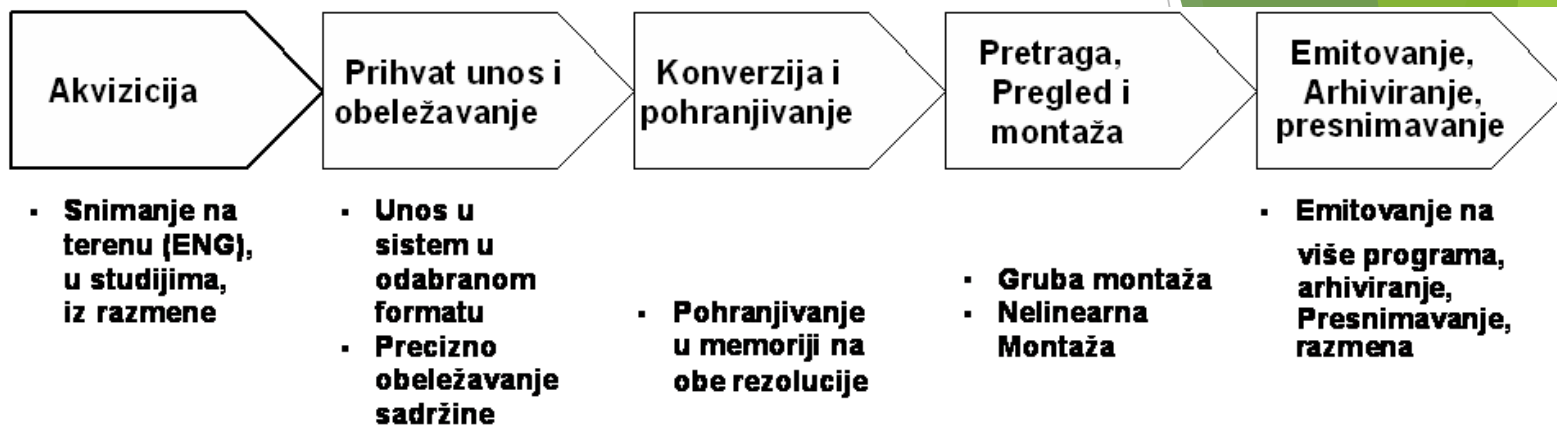 Akvizicija
Prihvat unos i
obeležavanje
Konverzija i
pohranjivanje
Pretraga,
Pregled i
montaža
Emitovanje,
Arhiviranje,
presnimavanje
▪ Snimanje na
terenu (ENG),
u studijima,
iz razmene
▪ Unos u
sistem u
odabranom
formatu
▪ Precizno
obeležavanje
sadržine
▪ Pohranjivanje
u memoriji na
obe rezolucije
▪ Gruba montaža
▪ Nelinearna
Montaža
▪ Emitovanje na
više programa,
arhiviranje,
Presnimavanje,
razmena